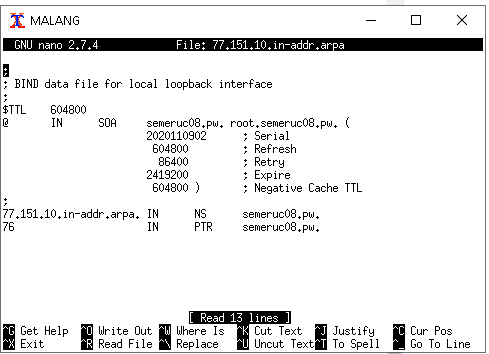 MALANG
GNU nano 2.7.4 File: 77.151.10.in-addr.arpa
;
; BIND data file for local loopback interface
;
$TTL 604800
@ IN SOA semeruc08.pw. root.semeruc08.pw. (
2020110902 ; Serial
604800 ; Refresh
86400 ; Retry
2419200 ; Expire
604800 ) ; Negative Cache TTL
;
77.151.10.in-addr.arpa. IN NS semeruc08.pw.
76 IN PTR semeruc08.pw.
[ Read 13 lines ]
^G Get Help ^O Write Out ^W Where Is ^K Cut Text ^J Justify ^C Cur Pos
^X Exit ^R Read File ^\ Replace ^U Uncut Text ^T To Spell ^_ Go To Line